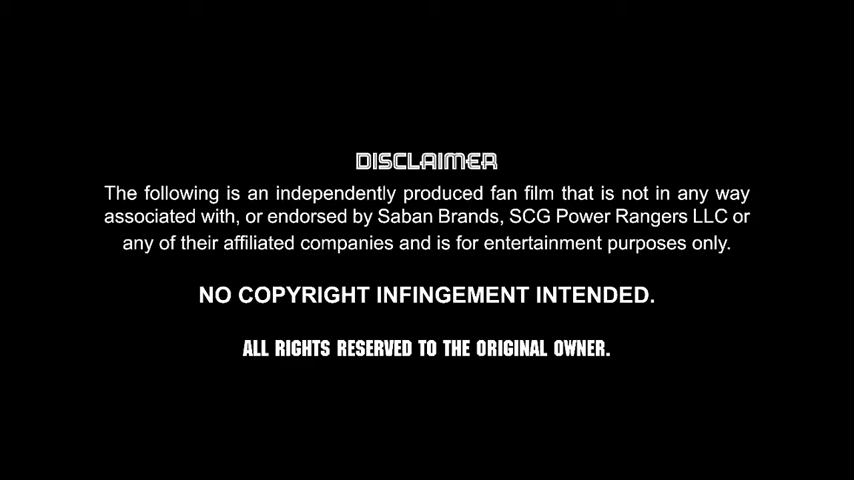 DISCLAIMER
The following is an independently produced fan film that is not in any way
associated with, or endorsed by Saban Brands, SCG Power Rangers LLC or
any of their affiliated companies and is for entertainment purposes only.
NO COPYRIGHT INFINGEMENT INTENDED.
ALL RIGHTS RESERVED TO THE ORIGINAL OWNER.